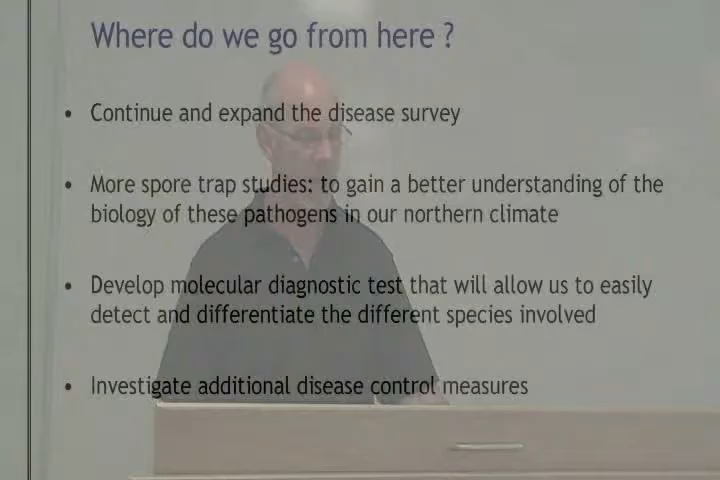 Where do we go from here ?
• Continue and expand the disease survey
• More spore trap studies: to gain a better understanding of the
biology of these pathogens in our northern climate
• Develop molecular diagnostic test that will allow us to easily
detect and differentiate the different species involved
• Investigate additional disease control measures